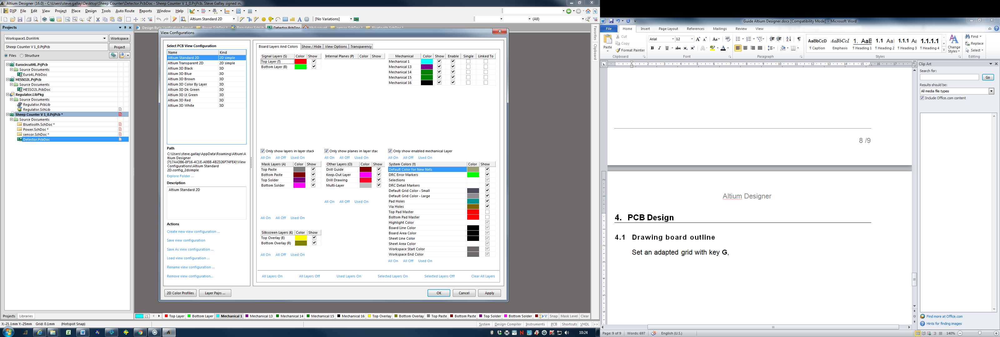 Altium Designer (16.0) - C:\Users\steve.gallay\Desktop\Sheep Counter\Detector.PcbDoc - Sheep Counter V 1_0.PrjPcb. Steve Gallay signed in.
DXP File Edit View Project Place Design Tools Auto Route Reports Window Help
Altium Standard 2D [No Variations] (All)
Projects
Workspace1.DsnWrk Workspace
Sheep Counter V 1_0.PrjPcb Project
Files Structure
Eurocircuit4L.PrjPcb
Source Documents
Euro4L.PcbDoc
HESSO2L.PrjPcb
Source Documents
HESSO2L.PcbDoc
Regulator.LibPkg
Source Documents
Regulator.PcbLib
Regulator.SchLib
Sheep Counter V 1_0.PrjPcb *
Source Documents
Bluetooth.SchDoc *
Power.SchDoc *
sensor.SchDoc *
Detector.PcbDoc
Projects Libraries
Design Rule Verification Report Power.SchDoc * Regulator.SchLib Detector.PcbDoc MyAccount sensor.SchDoc * Bluetooth.SchDoc *
Favorites
Clipboard
View Configurations
Select PCB View Configuration
Name Kind
Altium Standard 2D 2D simple
Altium Transparent 2D 2D simple
Altium 3D Black 3D
Altium 3D Blue 3D
Altium 3D Brown 3D
Altium 3D Color By Layer 3D
Altium 3D Dk Green 3D
Altium 3D Lt Green 3D
Altium 3D Red 3D
Altium 3D White 3D
Path
C:\Users\steve.gallay\AppData\Roaming\Altium\A
ltium Designer
{717AA3B6-8F16-4C1E-A0BB-4B2326F74FE4}\View
Configurations\Altium Standard
2D.config_2dsimple
Explore Folder ...
Description
Altium Standard 2D
Actions
Create new view configuration ...
Save view configuration
Save As view configuration ...
Load view configuration ...
Rename view configuration ...
Remove view configuration...
Board Layers And Colors Show / Hide View Options Transparency
Signal Layers (S) Color Show
Top Layer (T)
Bottom Layer (B)
Internal Planes (P) Color Show
Mechanical Color Show Enable Single Linked To
Mechanical 1
Mechanical 13
Mechanical 14
Mechanical 15
Mechanical 16
Only show layers in layer stack Only show planes in layer stac Only show enabled mechanical Layer
All On All Off Used On All On All Off Used On All On All Off Used On
Mask Layers (A) Color Show
Top Paste
Bottom Paste
Top Solder
Bottom Solder
All On All Off Used On
Other Layers (O) Color Show
Drill Guide
Keep-Out Layer
Drill Drawing
Multi-Layer
All On All Off Used On
Silkscreen Layers (K) Color Show
Top Overlay (E)
Bottom Overlay (R)
All On All Off Used On
System Colors (Y) Color Show
Default Color for New Nets
DRC Error Markers
Selections
DRC Detail Markers
Default Grid Color - Small
Default Grid Color - Large
Pad Holes
Via Holes
Top Pad Master
Bottom Pad Master
Highlight Color
Board Line Color
Board Area Color
Sheet Line Color
Sheet Area Color
Workspace Start Color
Workspace End Color
All On All Off Used On
All Layers On All Layers Off Used Layers On Selected Layers On Selected Layers Off Clear All Layers
2D Color Profiles Layer Pairs ... OK Cancel Apply
LS Top Layer Bottom Layer Mechanical 1 Mechanical 13 Mechanical 14 Mechanical 15 Mechanical 16 Top Overlay Bottom Overlay Top Paste Bottom Paste Top Solder Bottom Solder Snap Mask Level Clear
X:-21.1mm Y:-25mm Grid: 0.1mm (Hotspot Snap)
System Design Compiler Instruments PCB Shortcuts VHDL >>
10:24
Guide Altium Designer.docx [Compatibility Mode] - Microsoft Word
File Home Insert Page Layout References Mailings Review View
Paste Cut
Copy
Format Painter
Clipboard
Arial 12
Font
Paragraph
AaBbCcD AaBbCcI 1. AaB 1.1 Aa 1.1.1 Aa 1.1.1.1
¶ Caption Emphasis ¶ Heading 1 ¶ Heading 2 ¶ Heading 3 ¶ Heading 4
Styles
Change
Styles
Find
Replace
Select
Editing
8 /9
Altium Designer
4. PCB Design
4.1 Drawing board outline
Set an adapted grid with key G,
Clip Art
Search for:
Go
Results should be:
All media file types
Include Office.com content
Find more at Office.com
Hints for finding images
Page: 9 of 9 Words: 697 English (U.S.) 140%